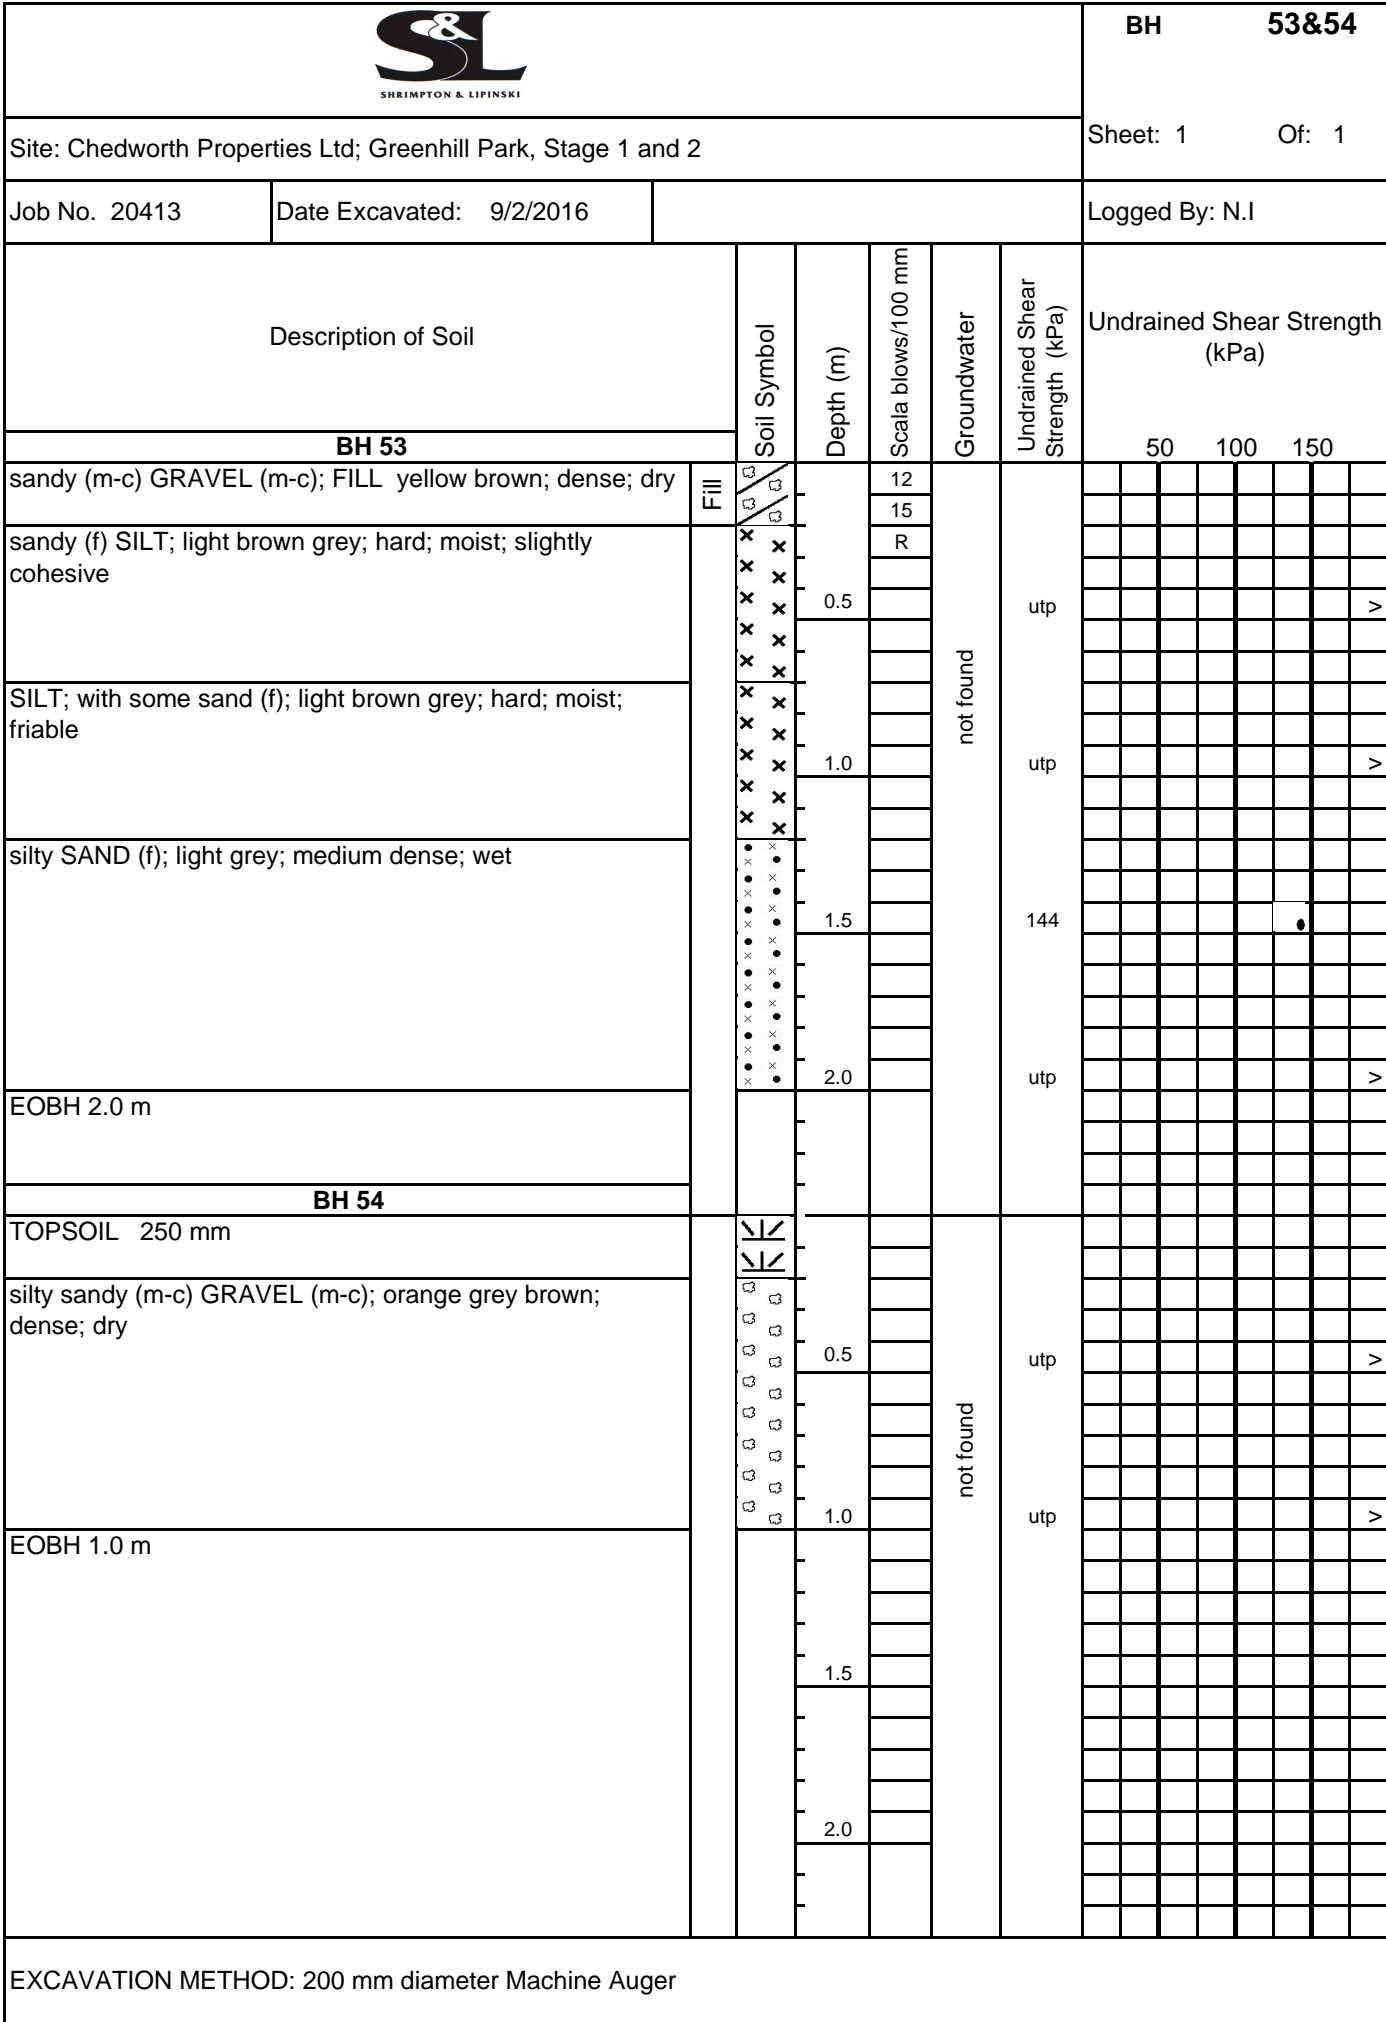 S&L
SHRIMPTON & LIPINSKI
BH 53&54
Sheet: 1 Of: 1
Site: Chedworth Properties Ltd; Greenhill Park, Stage 1 and 2
Job No. 20413 Date Excavated: 9/2/2016 Logged By: N.I
Description of Soil
Soil Symbol
Depth (m)
Scala blows/100 mm
Groundwater
Undrained Shear
Strength (kPa)
Undrained Shear Strength
(kPa)
50 100 150
BH 53
sandy (m-c) GRAVEL (m-c); FILL yellow brown; dense; dry
Fill
12
15
sandy (f) SILT; light brown grey; hard; moist; slightly
cohesive
R
0.5 utp >
not found
SILT; with some sand (f); light brown grey; hard; moist;
friable
1.0 utp >
silty SAND (f); light grey; medium dense; wet
1.5 144
2.0 utp >
EOBH 2.0 m
BH 54
TOPSOIL 250 mm
silty sandy (m-c) GRAVEL (m-c); orange grey brown;
dense; dry
0.5 utp >
not found
1.0 utp >
EOBH 1.0 m
1.5
2.0
EXCAVATION METHOD: 200 mm diameter Machine Auger